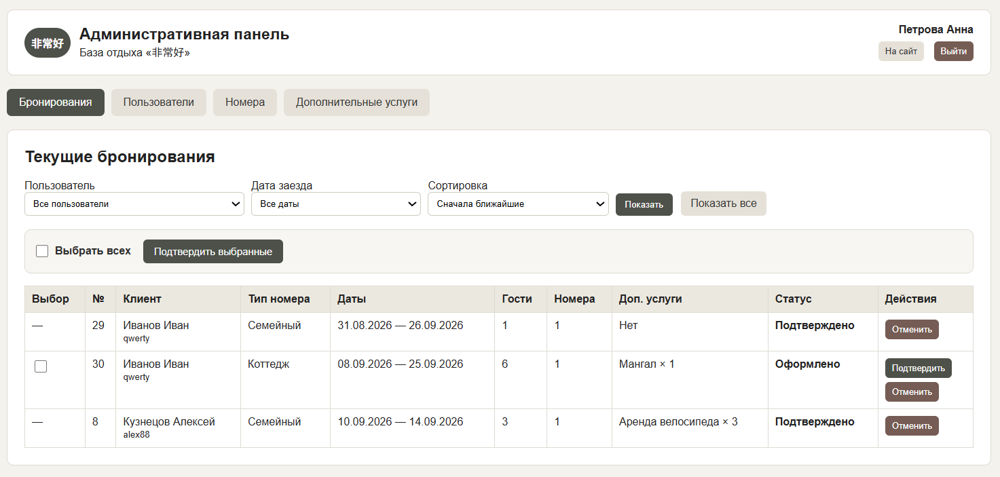 非常好
Административная панель
База отдыха «非常好»
Петрова Анна
На сайт Выйти
Бронирования Пользователи Номера Дополнительные услуги
Текущие бронирования
Пользователь Дата заезда Сортировка
Все пользователи Все даты Сначала ближайшие Показать Показать все
Выбрать всех Подтвердить выбранные
Выбор № Клиент Тип номера Даты Гости Номера Доп. услуги Статус Действия
— 29 Иванов Иван Семейный 31.08.2026 — 26.09.2026 1 1 Нет Подтверждено Отменить
qwerty
30 Иванов Иван Коттедж 08.09.2026 — 25.09.2026 6 1 Мангал × 1 Оформлено Подтвердить
qwerty
Отменить
— 8 Кузнецов Алексей Семейный 10.09.2026 — 14.09.2026 3 1 Аренда велосипеда × 3 Подтверждено Отменить
alex88